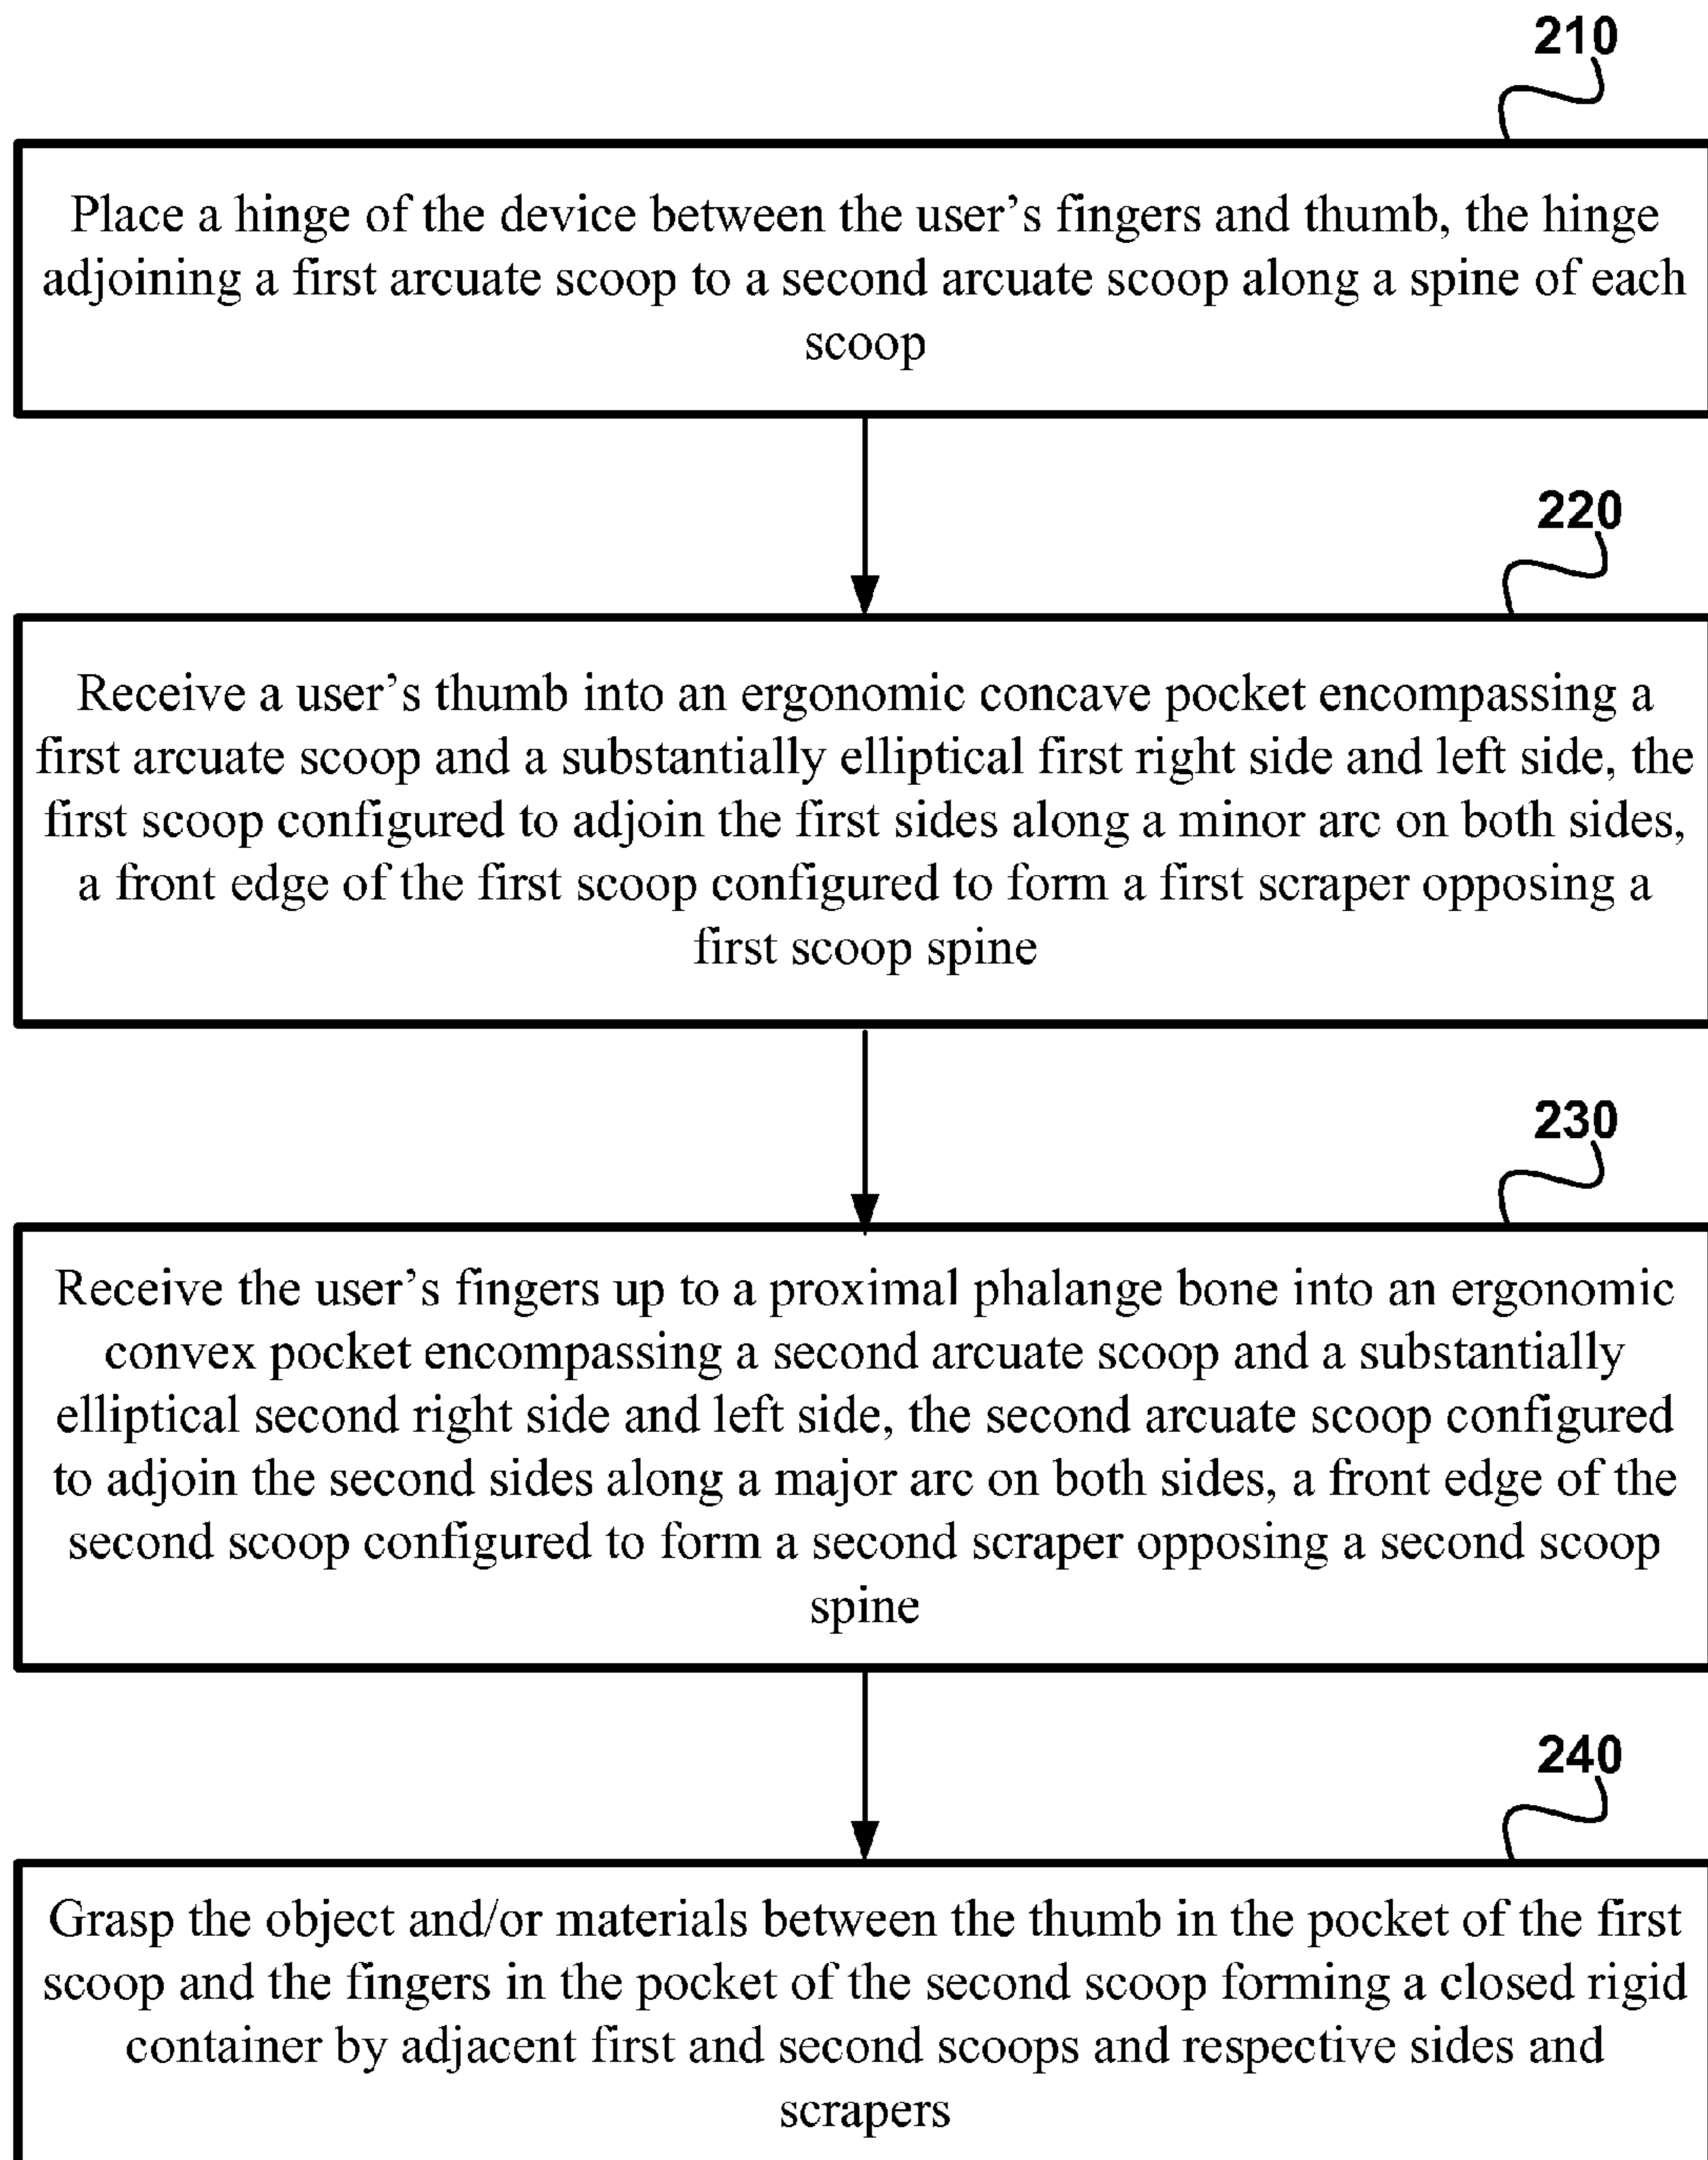 210
Place a hinge of the device between the user's fingers and thumb, the hinge
adjoining a first arcuate scoop to a second arcuate scoop along a spine of each
scoop
220
Receive a user's thumb into an ergonomic concave pocket encompassing a
first arcuate scoop and a substantially elliptical first right side and left side, the
first scoop configured to adjoin the first sides along a minor arc on both sides,
a front edge of the first scoop configured to form a first scraper opposing a
first scoop spine
230
Receive the user's fingers up to a proximal phalange bone into an ergonomic
convex pocket encompassing a second arcuate scoop and a substantially
elliptical second right side and left side, the second arcuate scoop configured
to adjoin the second sides along a major arc on both sides, a front edge of the
second scoop configured to form a second scraper opposing a second scoop
spine
240
Grasp the object and/or materials between the thumb in the pocket of the first
scoop and the fingers in the pocket of the second scoop forming a closed rigid
container by adjacent first and second scoops and respective sides and
scrapers